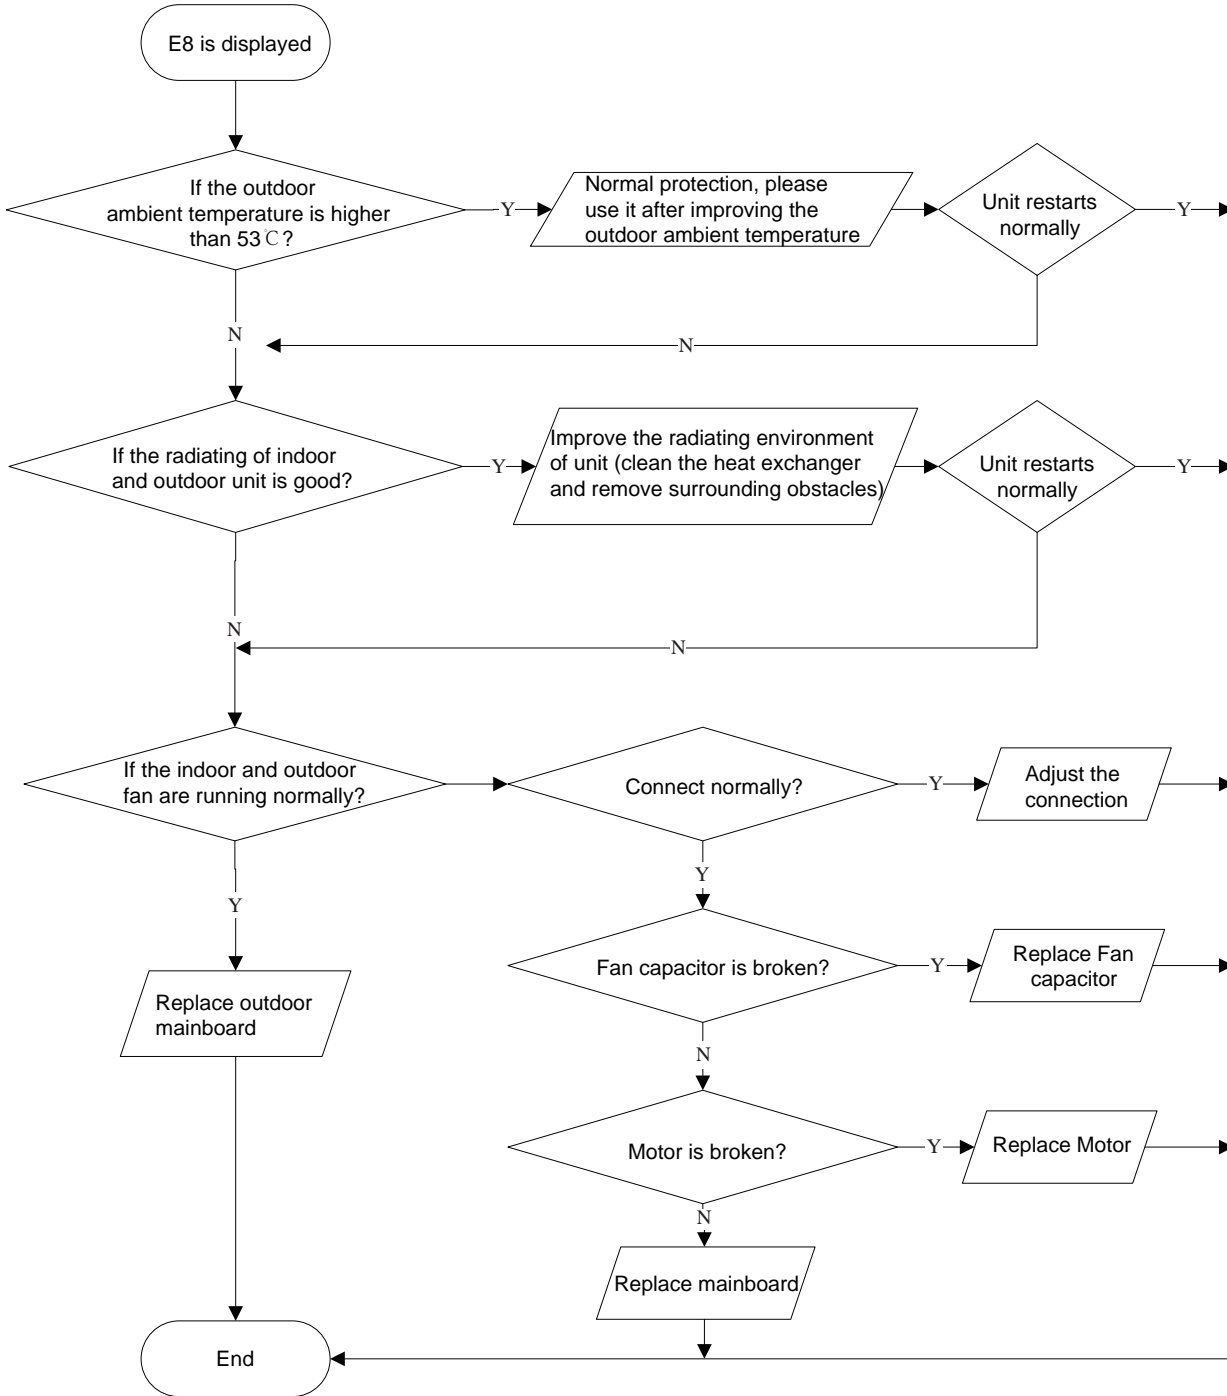 E8 is displayed
If the outdoor
ambient temperature is higher
than 53℃?
Y
Normal protection, please
use it after improving the
outdoor ambient temperature
Unit restarts
normally
Y
N
N
If the radiating of indoor
and outdoor unit is good?
Y
Improve the radiating environment
of unit (clean the heat exchanger
and remove surrounding obstacles)
Unit restarts
normally
Y
N
N
If the indoor and outdoor
fan are running normally?
Connect normally?
Y
Adjust the
connection
Y
Y
Fan capacitor is broken?
Y
Replace Fan
capacitor
Replace outdoor
mainboard
N
Motor is broken?
Y
Replace Motor
N
Replace mainboard
End